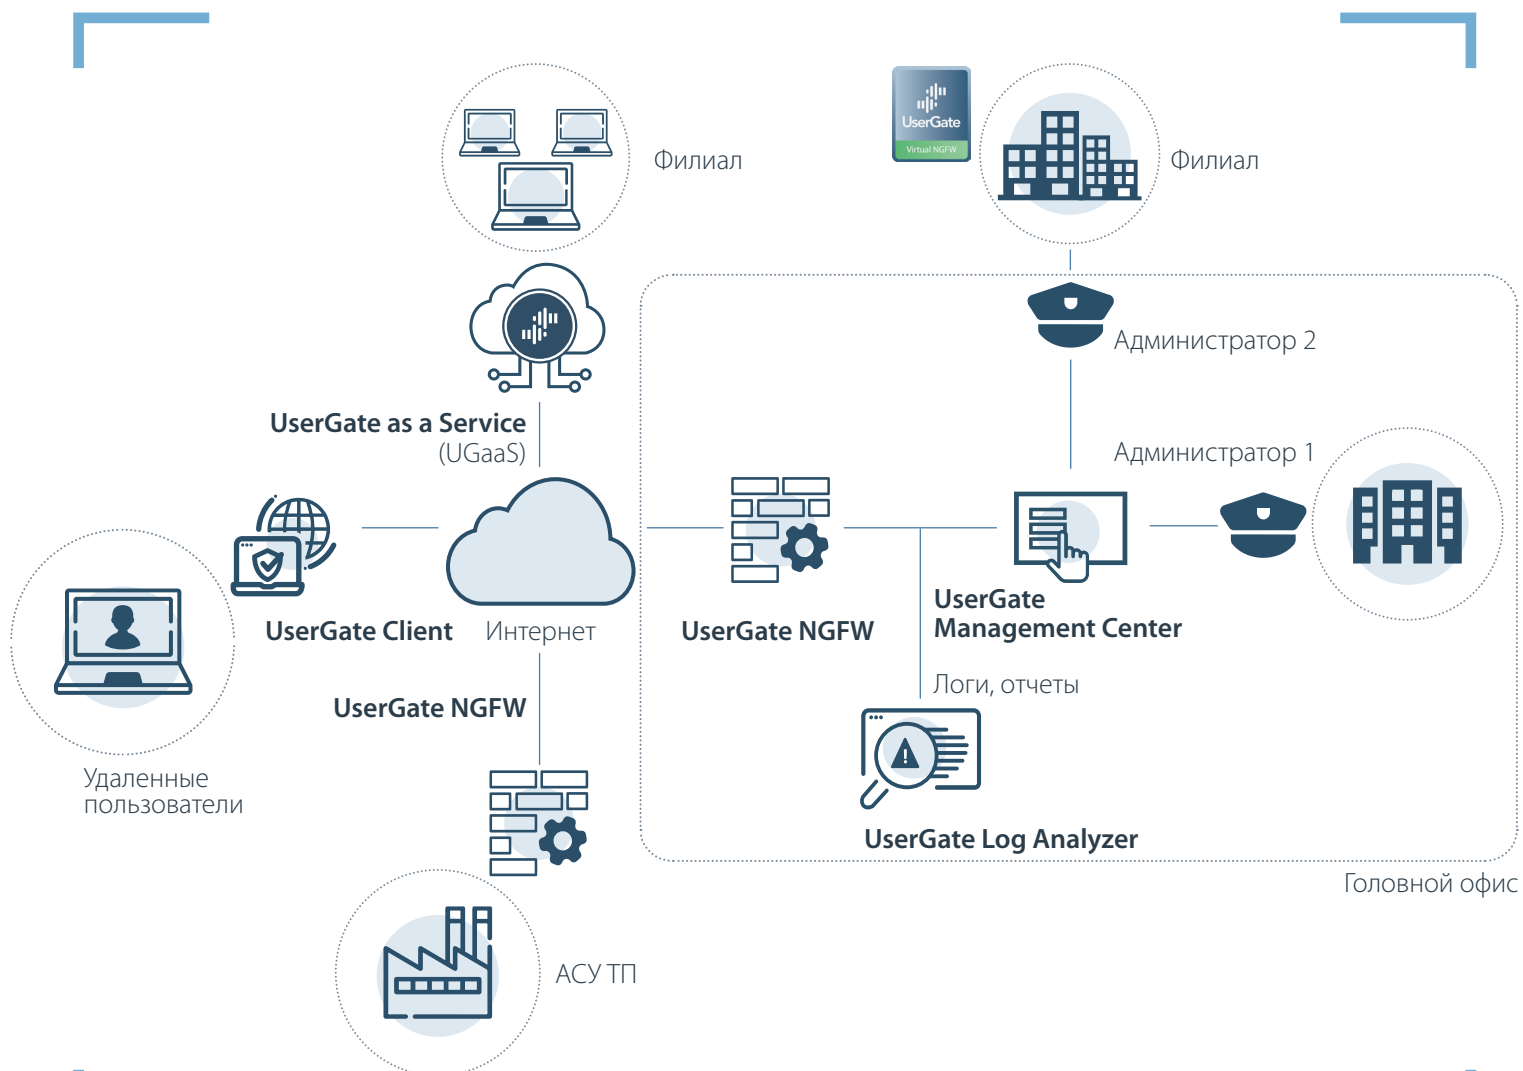 Филиал
UserGate
Virtual NGFW
Филиал
Администратор 2
UserGate as a Service
(UGaaS)
Администратор 1
UserGate Client
Интернет
UserGate NGFW
UserGate
Management Center
UserGate NGFW
Логи, отчеты
Удаленные
пользователи
UserGate Log Analyzer
Головной офис
АСУ ТП